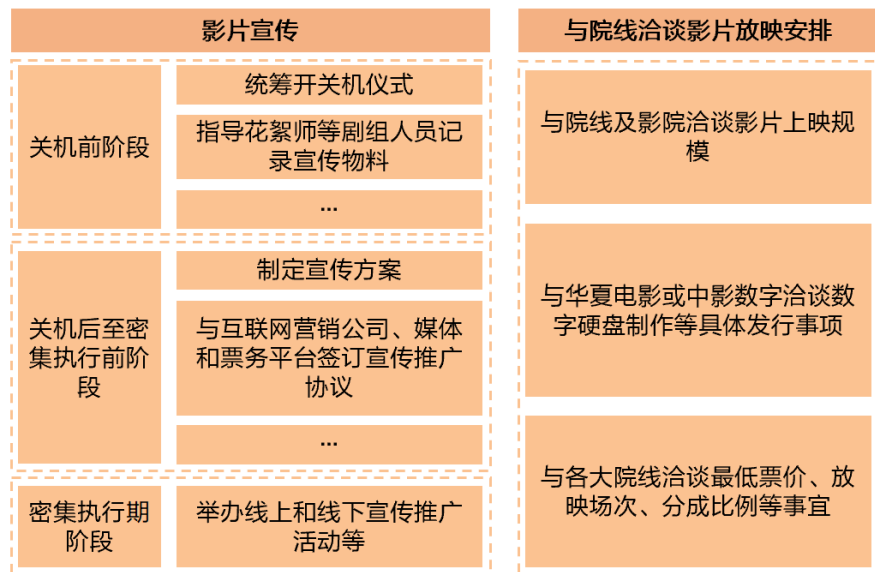 影片宣传
关机前阶段
统筹开关机仪式
指导花絮师等剧组人员记
录宣传物料
...
关机后至密
集执行前阶
段
制定宣传方案
与互联网营销公司、媒体
和票务平台签订宣传推广
协议
...
密集执行期
阶段
举办线上和线下宣传推广
活动等
与院线洽谈影片放映安排
与院线及影院洽谈影片上映规
模
与华夏电影或中影数字洽谈数
字硬盘制作等具体发行事项
与各大院线洽谈最低票价、放
映场次、分成比例等事宜